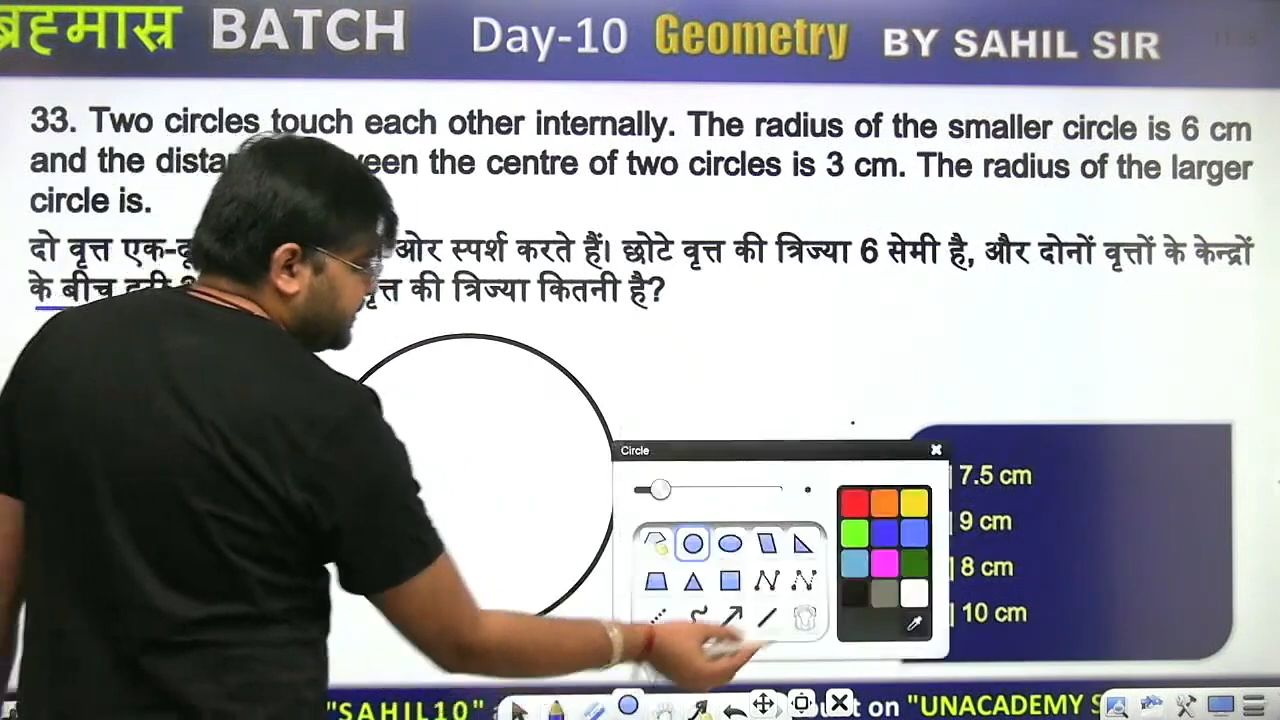 ब्रह्मास्र BATCH Day-10 Geometry BY SAHIL SIR
33. Two circles touch each other internally. The radius of the smaller circle is 6 cm
and the the centre of two circles is 3 cm. The radius of the larger
circle is.
दो वृत्त ओर स्पर्श करते हैं। छोटे वृत्त की त्रिज्या 6 सेमी है, और दोनों वृत्तों के केन्द्रों
के बीच की त्रिज्या कितनी है?
Circle
7.5 cm
9 cm
8 cm
10 cm
"SAHIL10" on "UNACADEMY